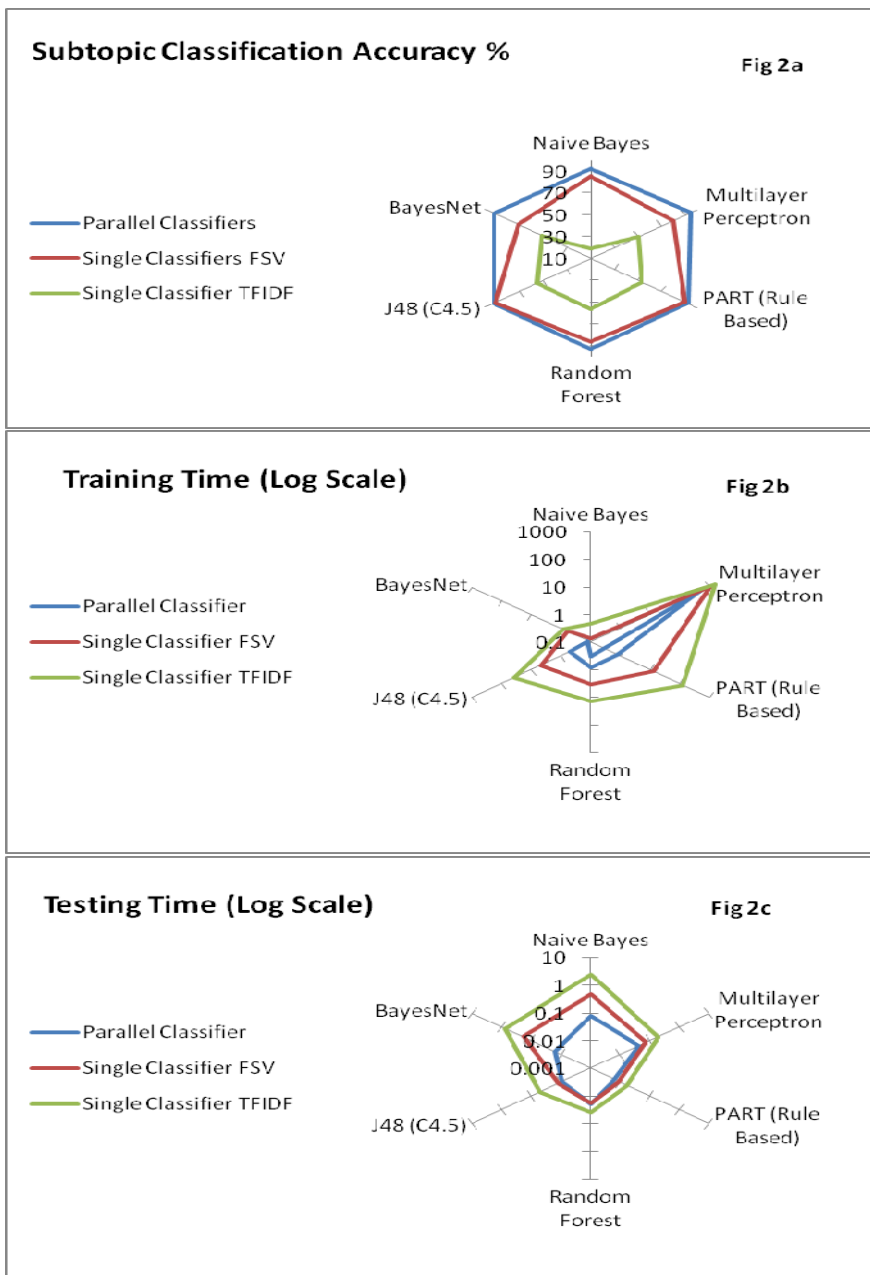 Subtopic Classification Accuracy %
Fig 2a
Naive Bayes
90
70
50
30
10
Multilayer
Perceptron
PART (Rule
Based)
Random
Forest
J48 (C4.5)
BayesNet
Parallel Classifiers
Single Classifiers FSV
Single Classifier TFIDF
Training Time (Log Scale)
Fig 2b
Naive Bayes
1000
100
10
1
0.1
Multilayer
Perceptron
PART (Rule
Based)
Random
Forest
J48 (C4.5)
BayesNet
Parallel Classifier
Single Classifier FSV
Single Classifier TFIDF
Testing Time (Log Scale)
Fig 2c
Naive Bayes
10
1
0.1
0.01
0.001
Multilayer
Perceptron
PART (Rule
Based)
Random
Forest
J48 (C4.5)
BayesNet
Parallel Classifier
Single Classifier FSV
Single Classifier TFIDF